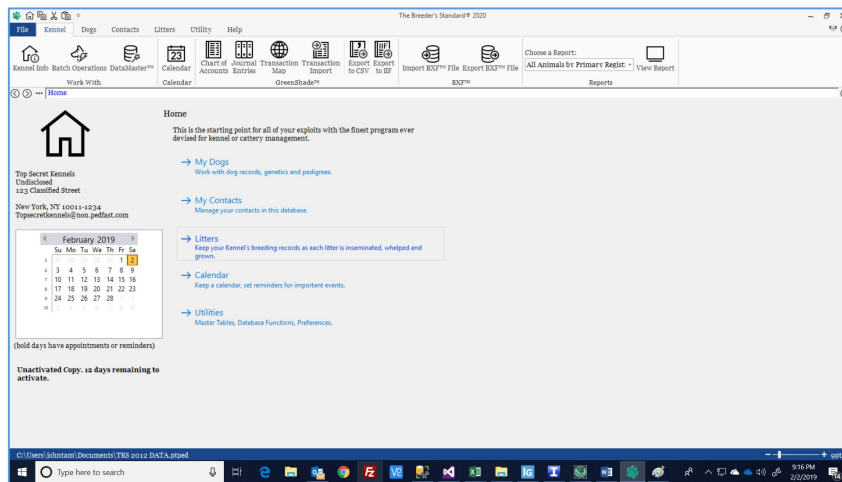 The Breeder's Standard® 2020
File Kennel Dogs Contacts Litters Utility Help
Kennel Info Batch Operations DataMaster™ Calendar Chart of Accounts Journal Entries Transaction Map Transaction Import Export to CSV Export to IIF Import BXF™ File Export BXF™ File
Choose a Report:
All Animals by Primary Regist:
View Report
Work With Calendar GreenShade™ BXF™ Reports
Home
Home
This is the starting point for all of your exploits with the finest program ever
devised for kennel or cattery management.
My Dogs
Work with dog records, genetics and pedigrees.
My Contacts
Manage your contacts in this database.
Litters
Keep your Kennel's breeding records as each litter is inseminated, whelped and
grown.
Calendar
Keep a calendar, set reminders for important events.
Utilities
Master Tables, Database Functions, Preferences.
Top Secret Kennels
Undisclosed
123 Classified Street
New York, NY 10011-1234
Topsecretkennels@non.pedfast.com
February 2019
Su Mo Tu We Th Fr Sa
1 2
3 4 5 6 7 8 9
10 11 12 13 14 15 16
17 18 19 20 21 22 23
24 25 26 27 28
(bold days have appointments or reminders)
Unactivated Copy. 12 days remaining to
activate.
C:\Users\johntam\Documents\TBS 2012 DATA.ptped
Type here to search
9:16 PM
2/2/2019